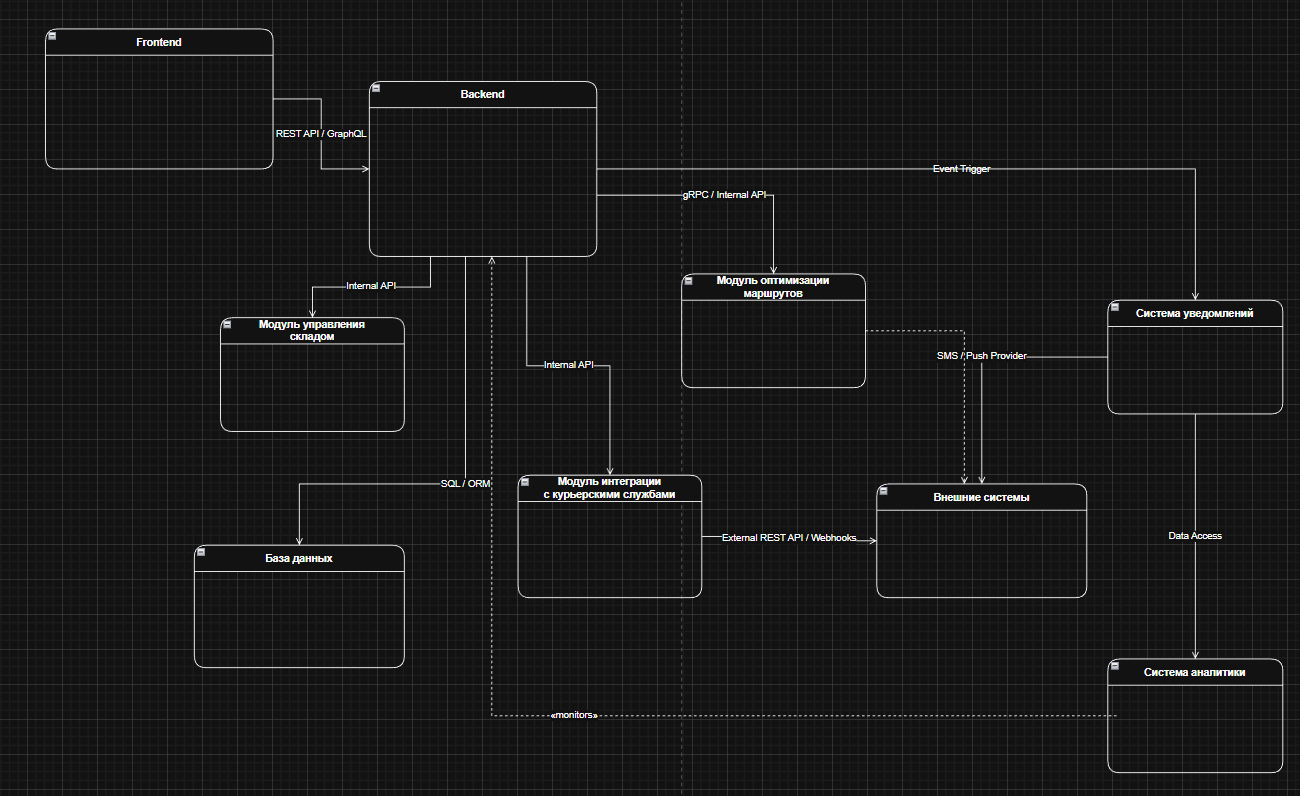 Frontend
Backend
REST API / GraphQL
Event Trigger
gRPC / Internal API
Internal API
Модуль оптимизации
маршрутов
Модуль управления
складом
Система уведомлений
SMS / Push Provider
Internal API
SQL / ORM
Модуль интеграции
с курьерскими службами
Внешние системы
External REST API / Webhooks
Data Access
База данных
Система аналитики
«monitors»